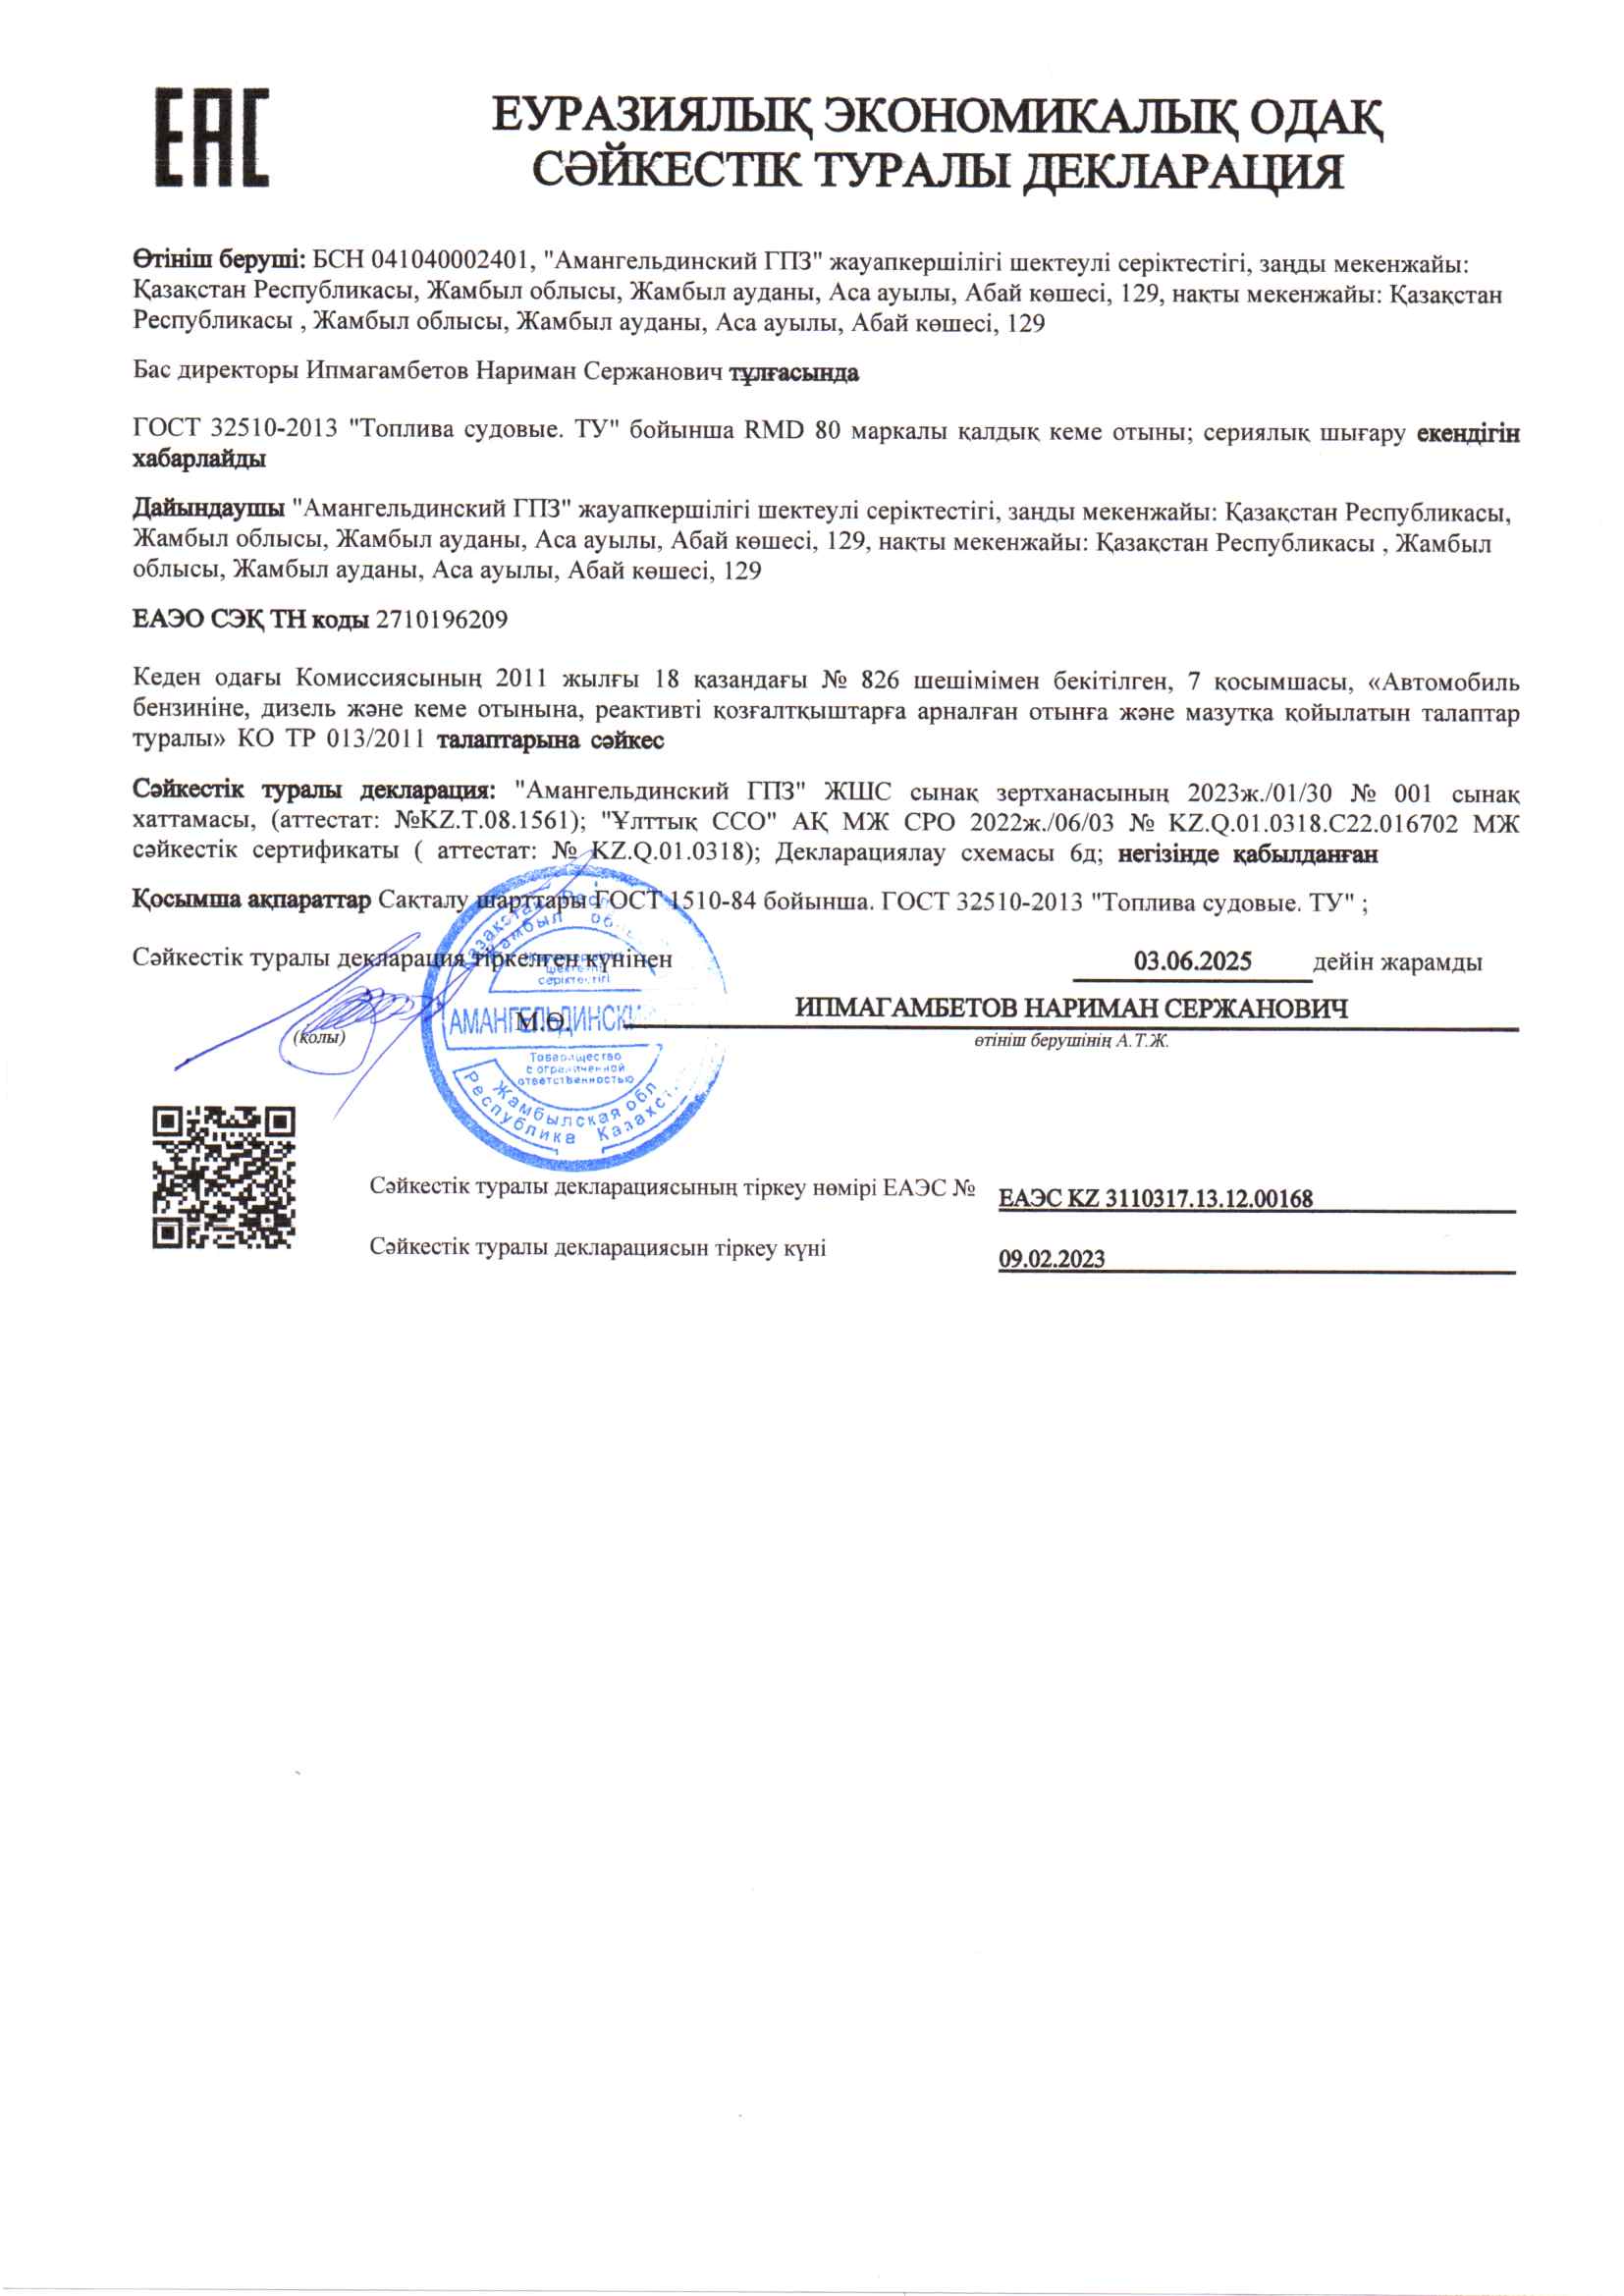 EAC
ЕУРАЗИЯЛЫҚ ЭКОНОМИКАЛЫҚ ОДАҚ
СӘЙКЕСТІК ТУРАЛЫ ДЕКЛАРАЦИЯ
Өтініш беруші: БСН 041040002401, "Амангельдинский ГПЗ" жауапкершілігі шектеулі серіктестігі, заңды мекенжайы:
Қазақстан Республикасы, Жамбыл облысы, Жамбыл ауданы, Аса ауылы, Абай көшесі, 129, нақты мекенжайы: Қазақстан
Республикасы , Жамбыл облысы, Жамбыл ауданы, Аса ауылы, Абай көшесі, 129
Бас директоры Ипмагамбетов Нариман Сержанович тұлғасында
ГОСТ 32510-2013 "Топлива судовые. ТУ" бойынша RMD 80 маркалы қалдық кеме отыны; сериялық шығару екендігін
хабарлайды
Дайындаушы "Амангельдинский ГПЗ" жауапкершілігі шектеулі серіктестігі, заңды мекенжайы: Қазақстан Республикасы,
Жамбыл облысы, Жамбыл ауданы, Аса ауылы, Абай көшесі, 129, нақты мекенжайы: Қазақстан Республикасы , Жамбыл
облысы, Жамбыл ауданы, Аса ауылы, Абай көшесі, 129
ЕАЭО СЭҚ ТН коды 2710196209
Кеден одағы Комиссиясының 2011 жылғы 18 қазандағы № 826 шешімімен бекітілген, 7 қосымшасы, «Автомобиль
бензиніне, дизель және кеме отынына, реактивті қозғалтқыштарға арналған отынға және мазутқа қойылатын талаптар
туралы» КО ТР 013/2011 талаптарына сәйкес
Сәйкестік туралы декларация: "Амангельдинский ГПЗ" ЖШС сынақ зертханасының 2023ж./01/30 № 001 сынақ
хаттамасы, (аттестат: №KZ.T.08.1561); "Ұлттық ССО" АҚ МЖ СРО 2022ж./06/03 № KZ.Q.01.0318.C22.016702 МЖ
сәйкестік сертификаты ( аттестат: № KZ.Q.01.0318); Декларациялау схемасы 6д; негізінде қабылданған
Қосымша ақпараттар Сақталу шарттары ГОСТ 1510-84 бойынша. ГОСТ 32510-2013 "Топлива судовые. ТУ" ;
Сәйкестік туралы декларация тіркелген күнінен 03.06.2025 дейін жарамды
ИПМАГАМБЕТОВ НАРИМАН СЕРЖАНОВИЧ
(қолы) М.Ө. өтініш берушінің А.Т.Ж.
серіктестігі
Товарищество
с ограниченной
ответственностью
Жамбылская
Республика
Сәйкестік туралы декларациясының тіркеу нөмірі ЕАЭС № ЕАЭС KZ 3110317.13.12.00168
Сәйкестік туралы декларациясын тіркеу күні 09.02.2023